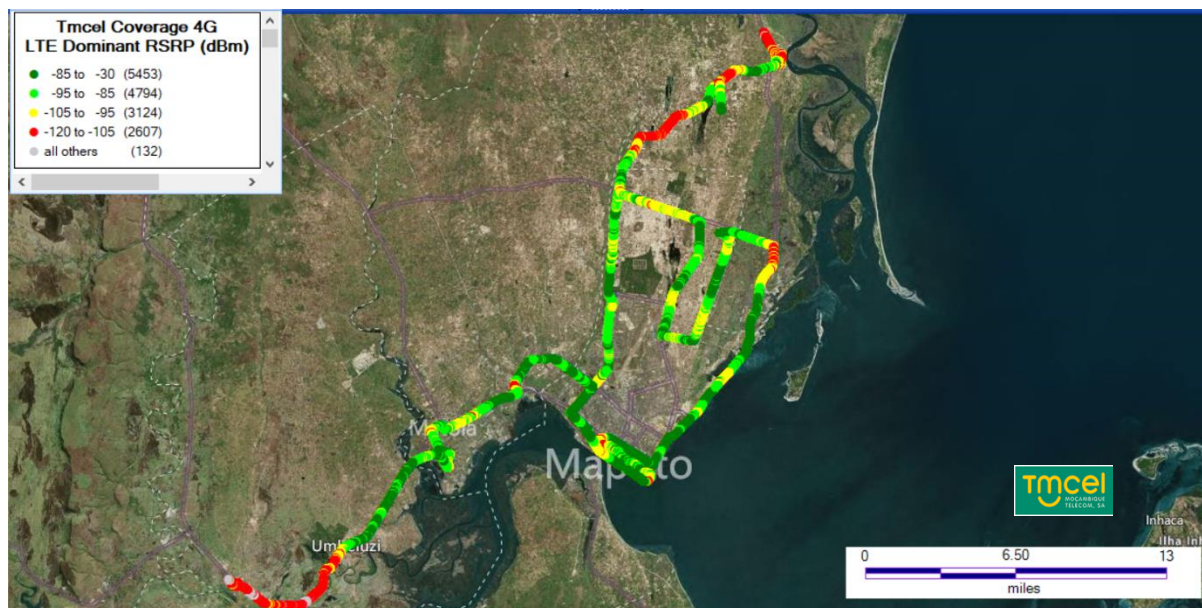 Tmcel Coverage 4G
LTE Dominant RSRP (dBm)
-85 to -30 (5453)
-95 to -85 (4794)
-105 to -95 (3124)
-120 to -105 (2607)
all others (132)
Matola
Maputo
Umbeluzi
Tmcel
MOÇAMBIQUE
TELECOM, SA
Inhaca
Ilha Inh
0 6.50 13
miles